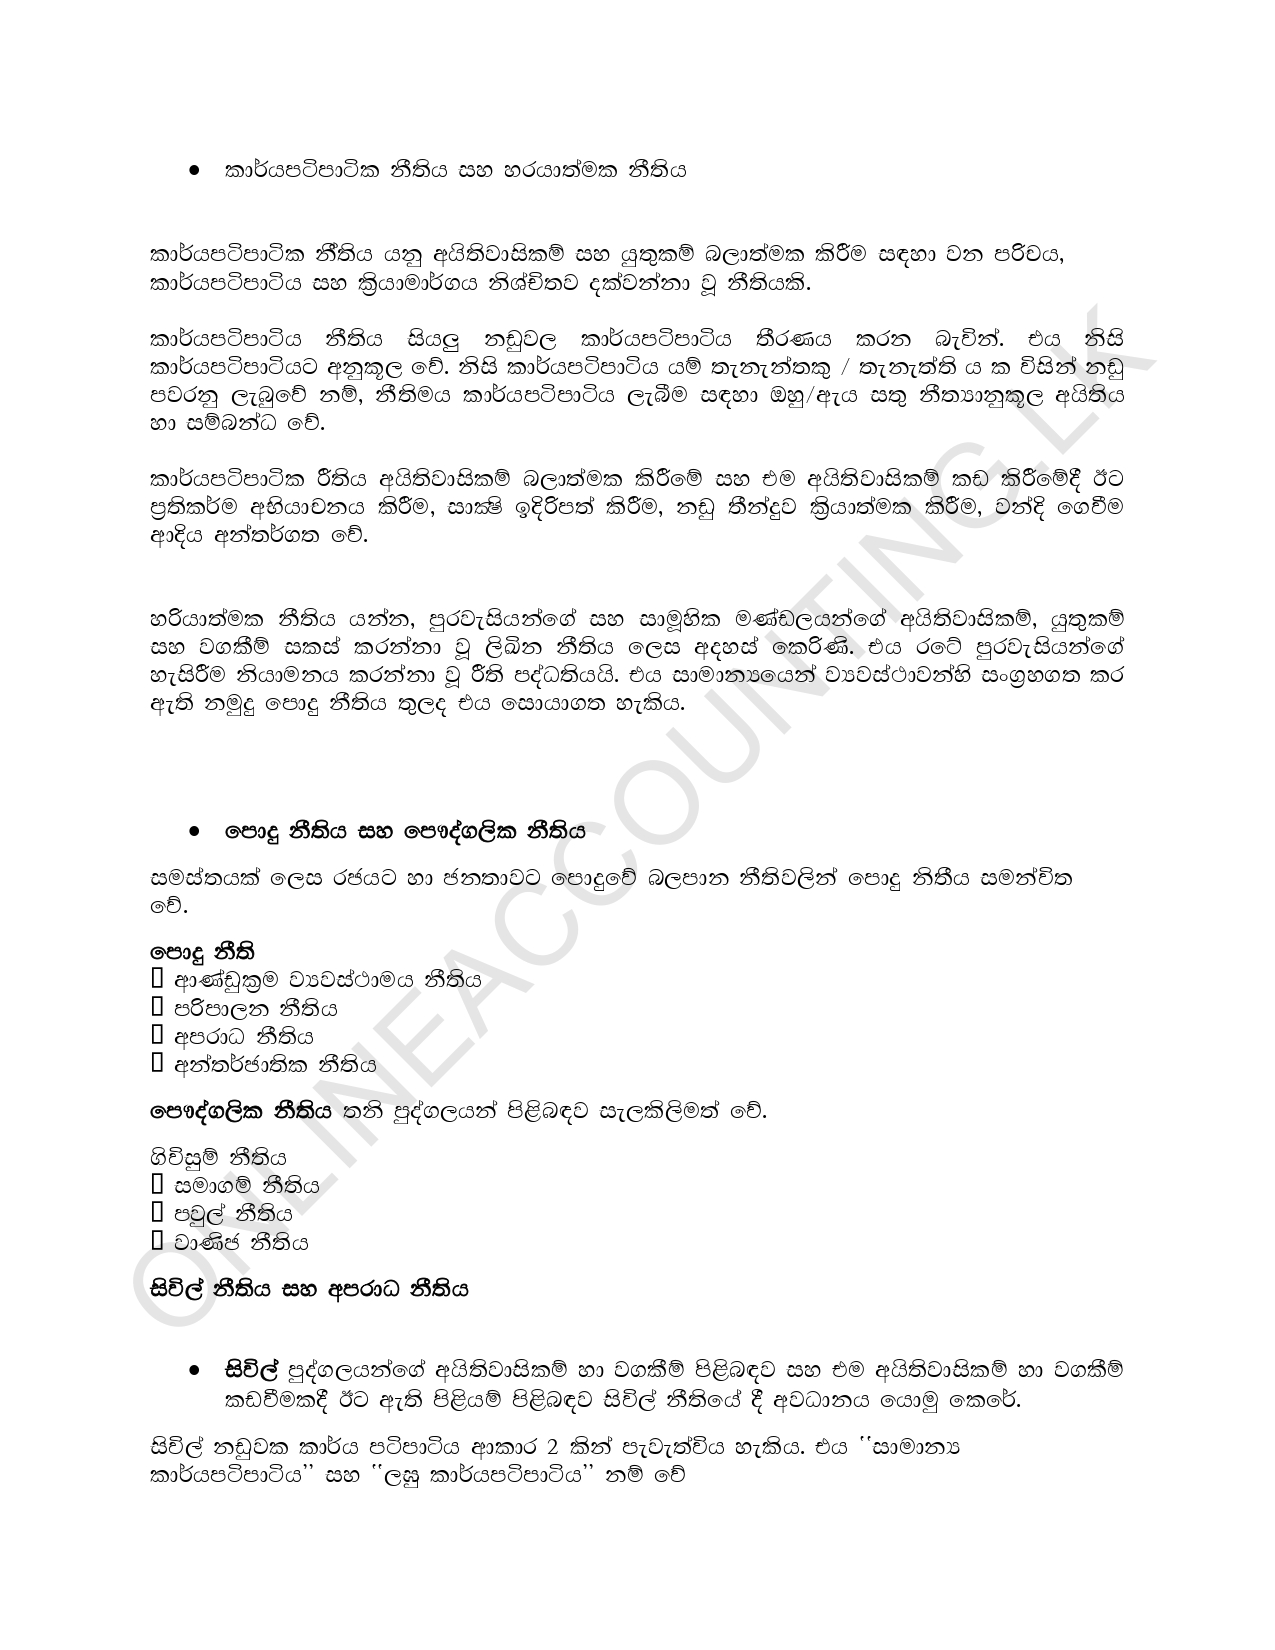 ● කාර්යපටිපාටික නීතිය සහ හරයාත්මක නීතිය
කාර්යපටිපාටික නීතිය යනු අයිතිවාසිකම් සහ යුතුකම් බලාත්මක කිරීම සඳහා වන පරිචය,
කාර්යපටිපාටිය සහ ක්‍රියාමාර්ගය නිශ්චිතව දක්වන්නා වූ නීතියකි.
කාර්යපටිපාටිය නීතිය සියලු නඩුවල කාර්යපටිපාටිය තීරණය කරන බැවින්. එය නිසි
කාර්යපටිපාටියට අනුකූල වේ. නිසි කාර්යපටිපාටිය යම් තැනැන්තකු / තැනැත්ති ය ක විසින් නඩු
පවරනු ලැබුවේ නම්, නීතිමය කාර්යපටිපාටිය ලැබීම සඳහා ඔහු/ඇය සතු නීත්‍යානුකූල අයිතිය
හා සම්බන්ධ වේ.
කාර්යපටිපාටික රීතිය අයිතිවාසිකම් බලාත්මක කිරීමේ සහ එම අයිතිවාසිකම් කඩ කිරීමේදී ඊට
ප්‍රතිකර්ම අභියාචනය කිරීම, සාක්‍ෂි ඉදිරිපත් කිරීම, නඩු තීන්දුව ක්‍රියාත්මක කිරීම, වන්දි ගෙවීම
ආදිය අන්තර්ගත වේ.
හරියාත්මක නීතිය යන්න, පුරවැසියන්ගේ සහ සාමූහික මණ්ඩලයන්ගේ අයිතිවාසිකම්, යුතුකම්
සහ වගකීම් සකස් කරන්නා වූ ලිඛින නීතිය ලෙස අදහස් කෙරිණි. එය රටේ පුරවැසියන්ගේ
හැසිරීම නියාමනය කරන්නා වූ රීති පද්ධතියයි. එය සාමාන්‍යයෙන් ව්‍යවස්ථාවන්හි සංග්‍රහගත කර
ඇති නමුදු පොදු නීතිය තුලද එය සොයාගත හැකිය.
● පොදු නීතිය සහ පෞද්ගලික නීතිය
සමස්තයක් ලෙස රජයට හා ජනතාවට පොදුවේ බලපාන නීතිවලින් පොදු නිතීය සමන්විත
වේ.
පොදු නීති
▯ ආණ්ඩුක්‍රම ව්‍යවස්ථාමය නීතිය
▯ පරිපාලන නීතිය
▯ අපරාධ නීතිය
▯ අන්තර්ජාතික නීතිය
පෞද්ගලික නීතිය තනි පුද්ගලයන් පිළිබඳව සැලකිලිමත් වේ.
ගිවිසුම් නීතිය
▯ සමාගම් නීතිය
▯ පවුල් නීතිය
▯ වාණිජ නීතිය
සිවිල් නීතිය සහ අපරාධ නීතිය
● සිවිල් පුද්ගලයන්ගේ අයිතිවාසිකම් හා වගකීම් පිළිබඳව සහ එම අයිතිවාසිකම් හා වගකීම්
කඩවීමකදී ඊට ඇති පිළියම් පිළිබඳව සිවිල් නීතියේ දී අවධානය යොමු කෙරේ.
සිවිල් නඩුවක කාර්ය පටිපාටිය ආකාර 2 කින් පැවැත්විය හැකිය. එය ‛‛සාමාන්‍ය
කාර්යපටිපාටිය’’ සහ ‛‛ලඝු කාර්යපටිපාටිය’’ නම් වේ
ONLINEACCOUNTING.LK